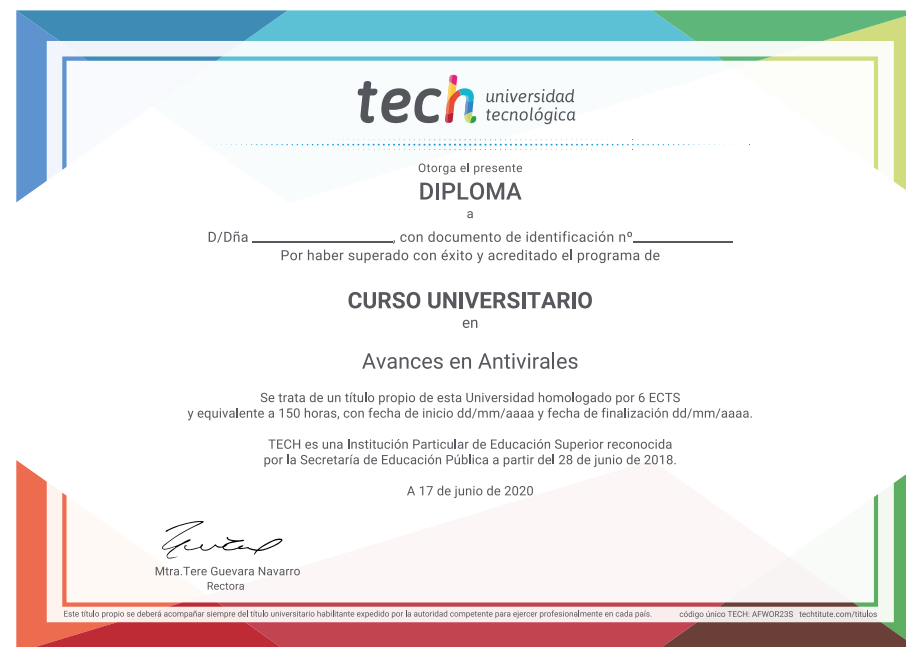 tech universidad
tecnológica
Otorga el presente
DIPLOMA
a
D/Dña ____________________, con documento de identificación nº______________
Por haber superado con éxito y acreditado el programa de
CURSO UNIVERSITARIO
en
Avances en Antivirales
Se trata de un título propio de esta Universidad homologado por 6 ECTS
y equivalente a 150 horas, con fecha de inicio dd/mm/aaaa y fecha de finalización dd/mm/aaaa.
TECH es una Institución Particular de Educación Superior reconocida
por la Secretaría de Educación Pública a partir del 28 de junio de 2018.
A 17 de junio de 2020
Mtra.Tere Guevara Navarro
Rectora
Este título propio se deberá acompañar siempre del título universitario habilitante expedido por la autoridad competente para ejercer profesionalmente en cada país. código único TECH: AFWOR23S techtitute.com/titulos